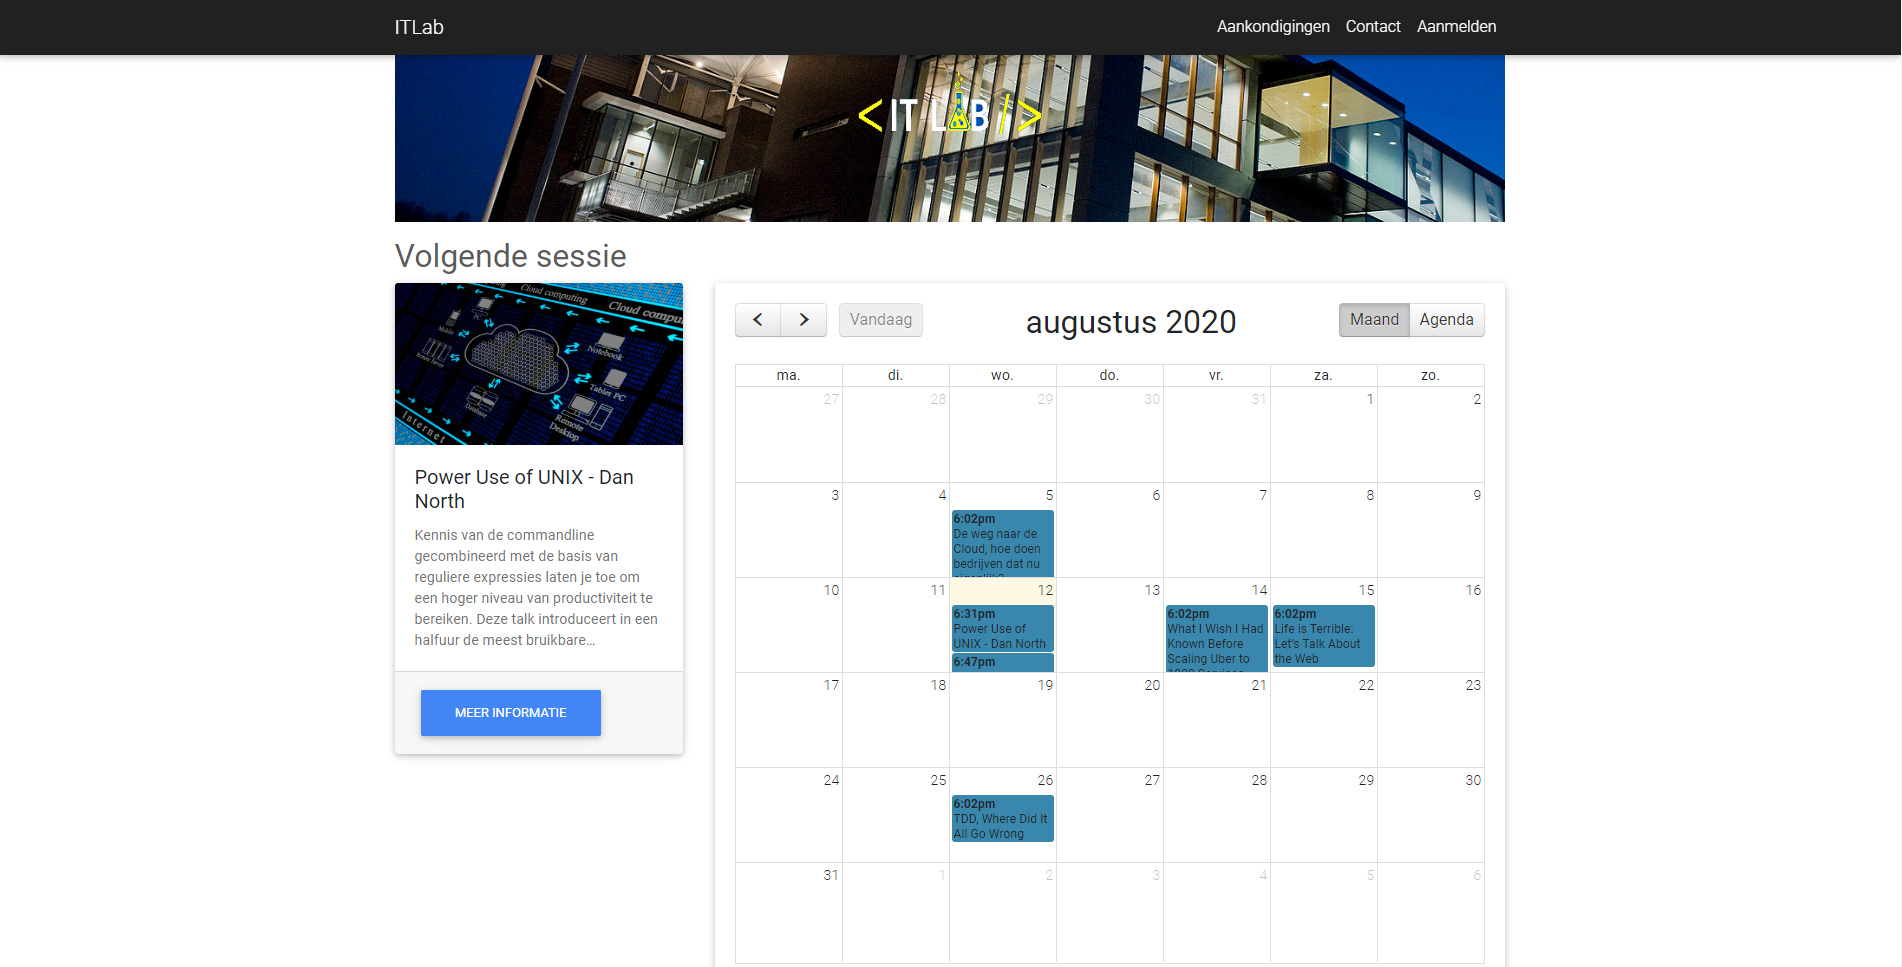 ITLab
Aankondigingen Contact Aanmelden
< IT LAB />
Volgende sessie
Cloud computing
Cloud
Mobile
PC
Notebook
Tablet PC
Database
Remote
Desktop
Internet
Power Use of UNIX - Dan
North
Kennis van de commandline
gecombineerd met de basis van
reguliere expressies laten je toe om
een hoger niveau van productiviteit te
bereiken. Deze talk introduceert in een
halfuur de meest bruikbare…
MEER INFORMATIE
Vandaag
augustus 2020
Maand Agenda
ma. di. wo. do. vr. za. zo.
27 28 29 30 31 1 2
3 4 5 6 7 8 9
6:02pm
De weg naar de
Cloud, hoe doen
bedrijven dat nu
10 11 12 13 14 15 16
6:31pm
Power Use of
UNIX - Dan North
6:47pm
6:02pm
What I Wish I Had
Known Before
Scaling Uber to
6:02pm
Life is Terrible:
Let's Talk About
the Web
17 18 19 20 21 22 23
24 25 26 27 28 29 30
6:02pm
TDD, Where Did It
All Go Wrong
31 1 2 3 4 5 6